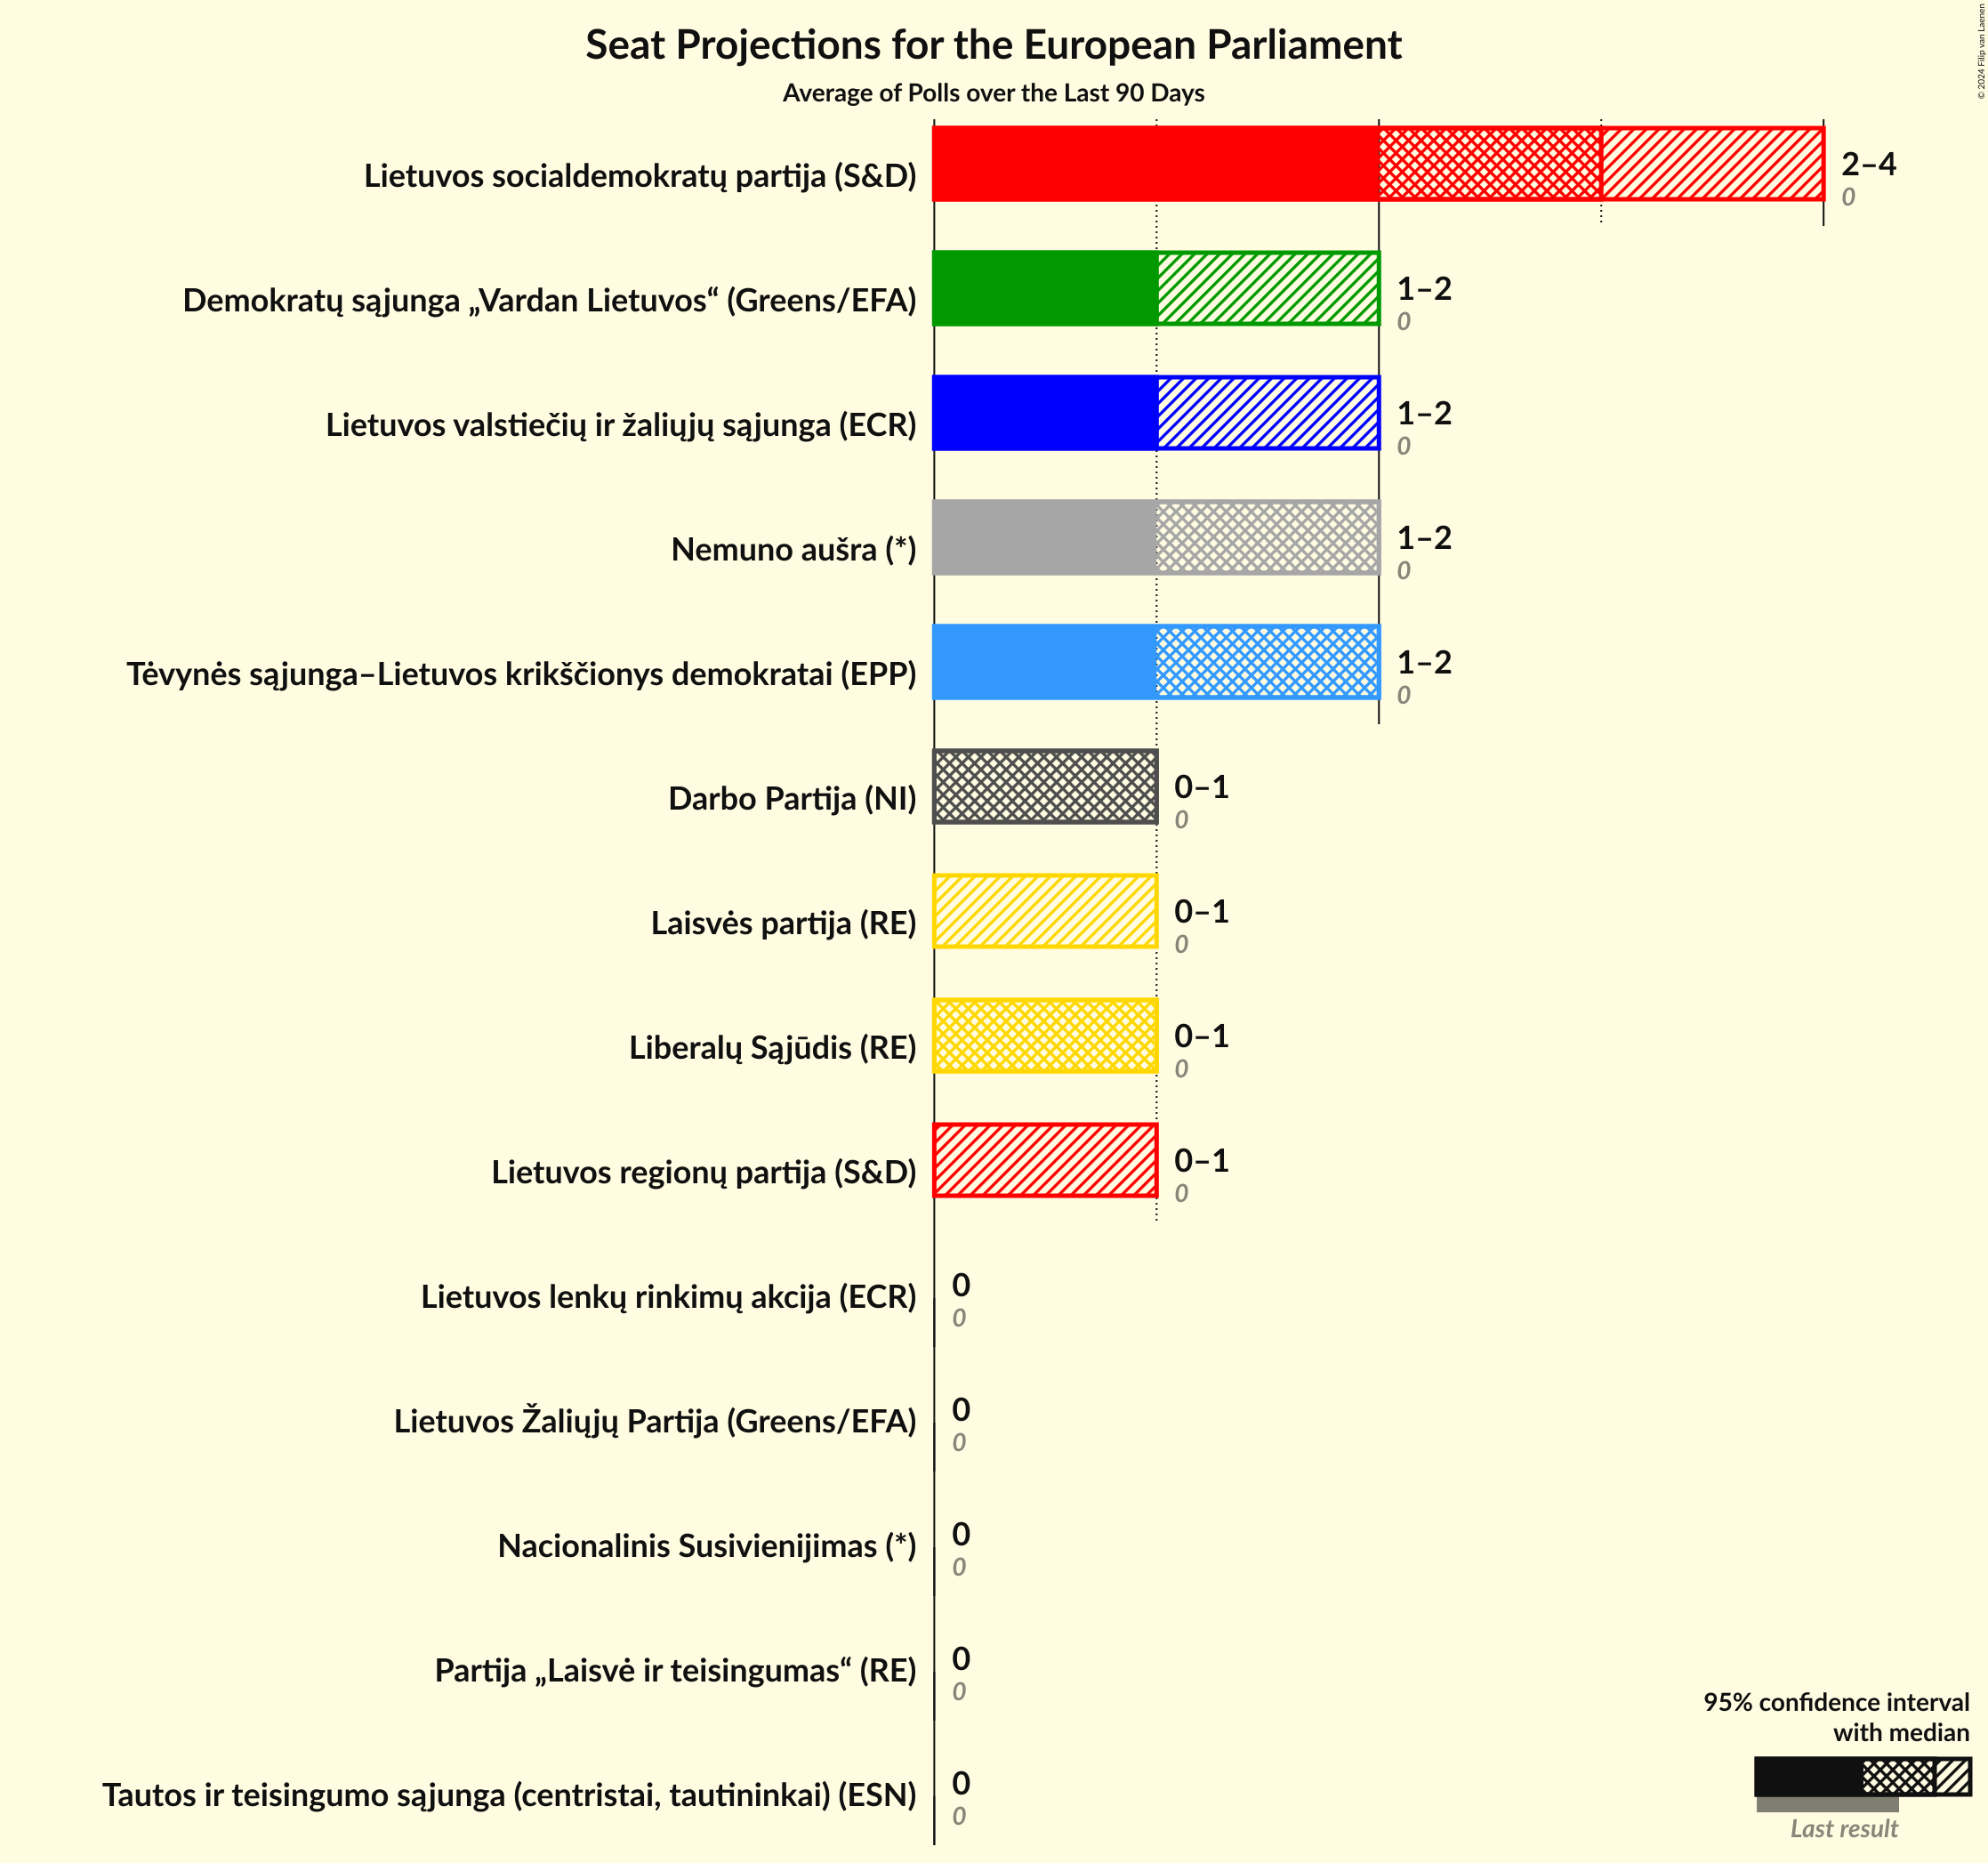 Seat Projections for the European Parliament
Average of Polls over the Last 90 Days
© 2024 Filip van Laenen
Lietuvos socialdemokratų partija (S&D)
2–4
0
Demokratų sąjunga „Vardan Lietuvos“ (Greens/EFA)
1–2
0
Lietuvos valstiečių ir žaliųjų sąjunga (ECR)
1–2
0
Nemuno aušra (*)
1–2
0
Tėvynės sąjunga–Lietuvos krikščionys demokratai (EPP)
1–2
0
Darbo Partija (NI)
0–1
0
Laisvės partija (RE)
0–1
0
Liberalų Sąjūdis (RE)
0–1
0
Lietuvos regionų partija (S&D)
0–1
0
Lietuvos lenkų rinkimų akcija (ECR)
0
0
Lietuvos Žaliųjų Partija (Greens/EFA)
0
0
Nacionalinis Susivienijimas (*)
0
0
Partija „Laisvė ir teisingumas“ (RE)
0
0
Tautos ir teisingumo sąjunga (centristai, tautininkai) (ESN)
0
0
95% confidence interval
with median
Last result